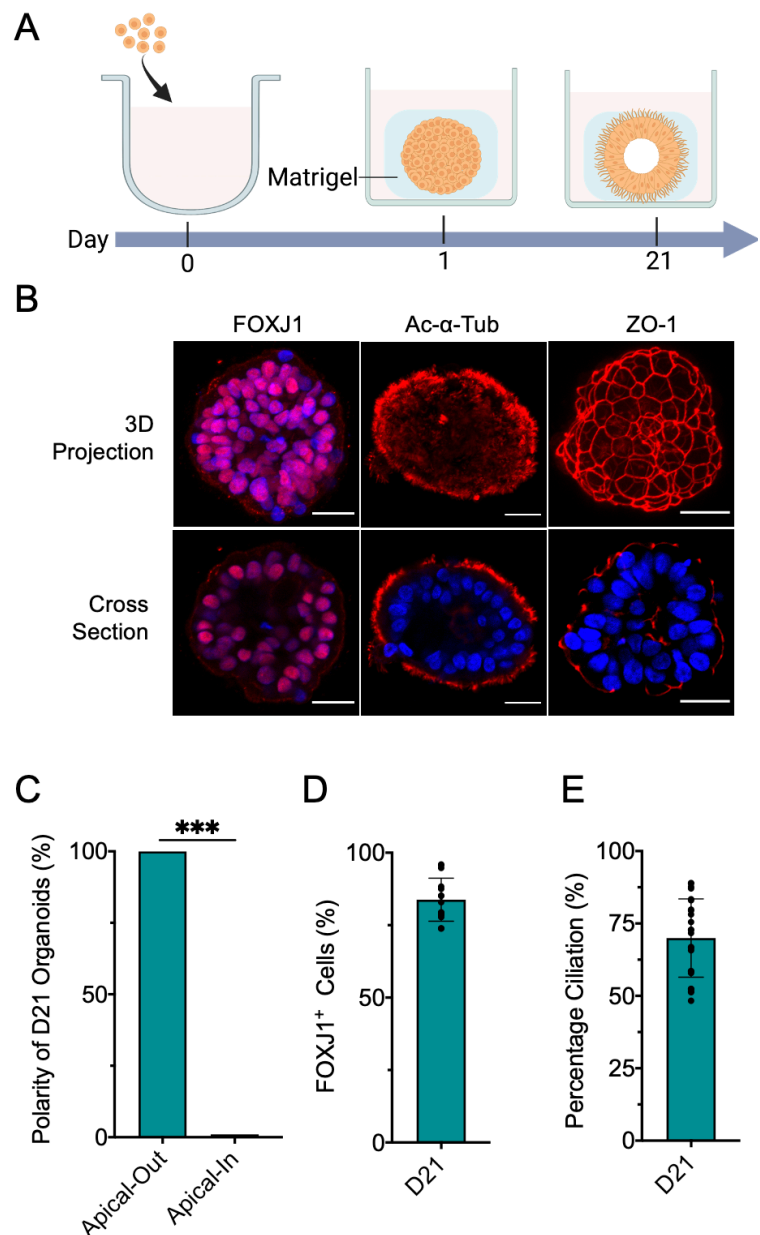 A
Matrigel
Day
0
1
21
B
FOXJ1
Ac-α-Tub
ZO-1
3D
Projection
Cross
Section
C
D
E
Polarity of D21 Organoids (%)
100
50
0
***
Apical-Out
Apical-In
FOXJ1⁺ Cells (%)
100
50
0
D21
Percentage Ciliation (%)
100
75
50
25
0
D21